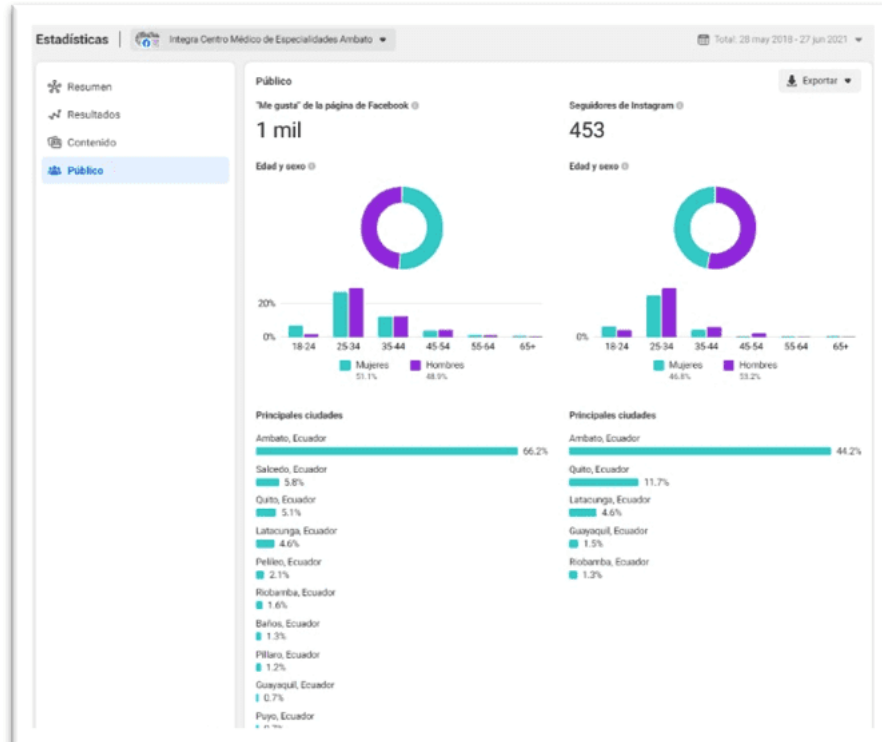 Estadísticas
Integra Centro Médico de Especialidades Ambato
Total: 28 may 2018 - 27 jun 2021
Resumen
Resultados
Contenido
Público
Público
Exportar
"Me gusta" de la página de Facebook
1 mil
Edad y sexo
20%
0%
18-24 25-34 35-44 45-54 55-64 65+
Mujeres Hombres
51.1% 48.9%
Principales ciudades
Ambato, Ecuador
66.2%
Salcedo, Ecuador
5.8%
Quito, Ecuador
5.1%
Latacunga, Ecuador
4.6%
Pelileo, Ecuador
2.1%
Riobamba, Ecuador
1.6%
Baños, Ecuador
1.3%
Píllaro, Ecuador
1.2%
Guayaquil, Ecuador
0.7%
Puyo, Ecuador
Seguidores de Instagram
453
Edad y sexo
0%
18-24 25-34 35-44 45-54 55-64 65+
Mujeres Hombres
46.8% 53.2%
Principales ciudades
Ambato, Ecuador
44.2%
Quito, Ecuador
11.7%
Latacunga, Ecuador
4.6%
Guayaquil, Ecuador
1.5%
Riobamba, Ecuador
1.3%